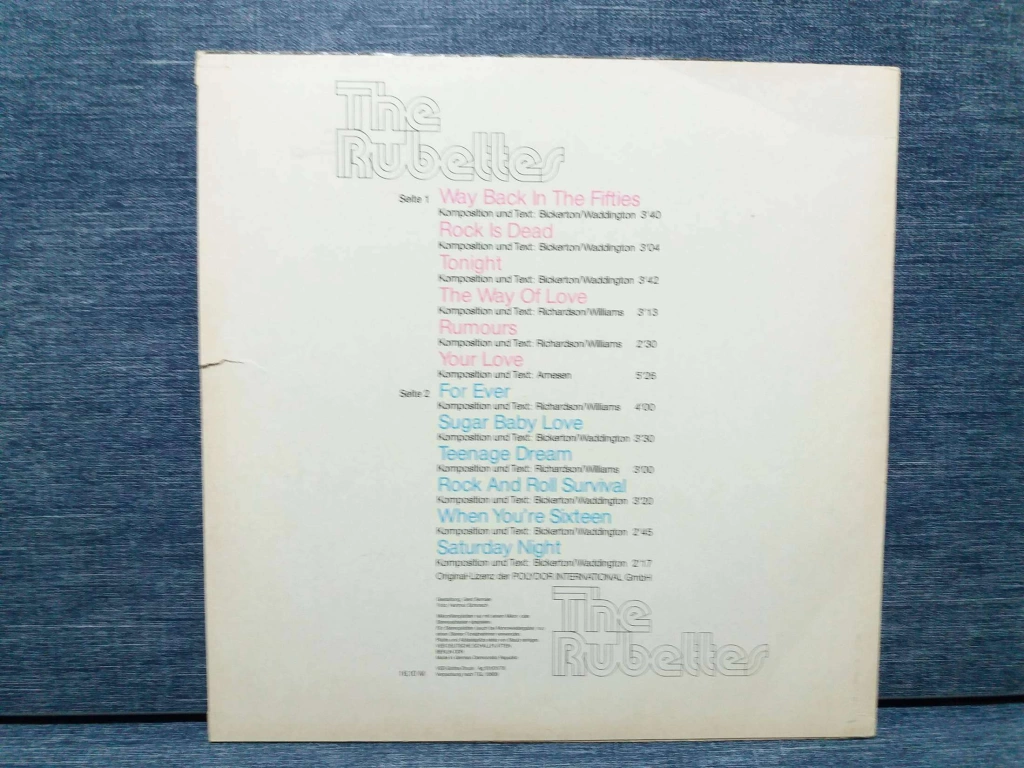 The
Rubettes
Seite 1 Way Back In The Fifties
Komposition und Text: Bickerton/Waddington 3'40
Rock Is Dead
Komposition und Text: Bickerton/Waddington 3'04
Tonight
Komposition und Text: Bickerton/Waddington 3'42
The Way Of Love
Komposition und Text: Richardson/Williams 3'13
Rumours
Komposition und Text: Richardson/Williams 2'30
Your Love
Komposition und Text: Arnesen 5'26
Seite 2 For Ever
Komposition und Text: Richardson/Williams 4'00
Sugar Baby Love
Komposition und Text: Bickerton/Waddington 3'30
Teenage Dream
Komposition und Text: Richardson/Williams 3'00
Rock And Roll Survival
Komposition und Text: Bickerton/Waddington 3'20
When You're Sixteen
Komposition und Text: Bickerton/Waddington 2'45
Saturday Night
Komposition und Text: Bickerton/Waddington 2'17
Original-Lizenz der POLYDOR INTERNATIONAL GmbH
The
Rubettes
VEB DEUTSCHE SCHALLPLATTEN